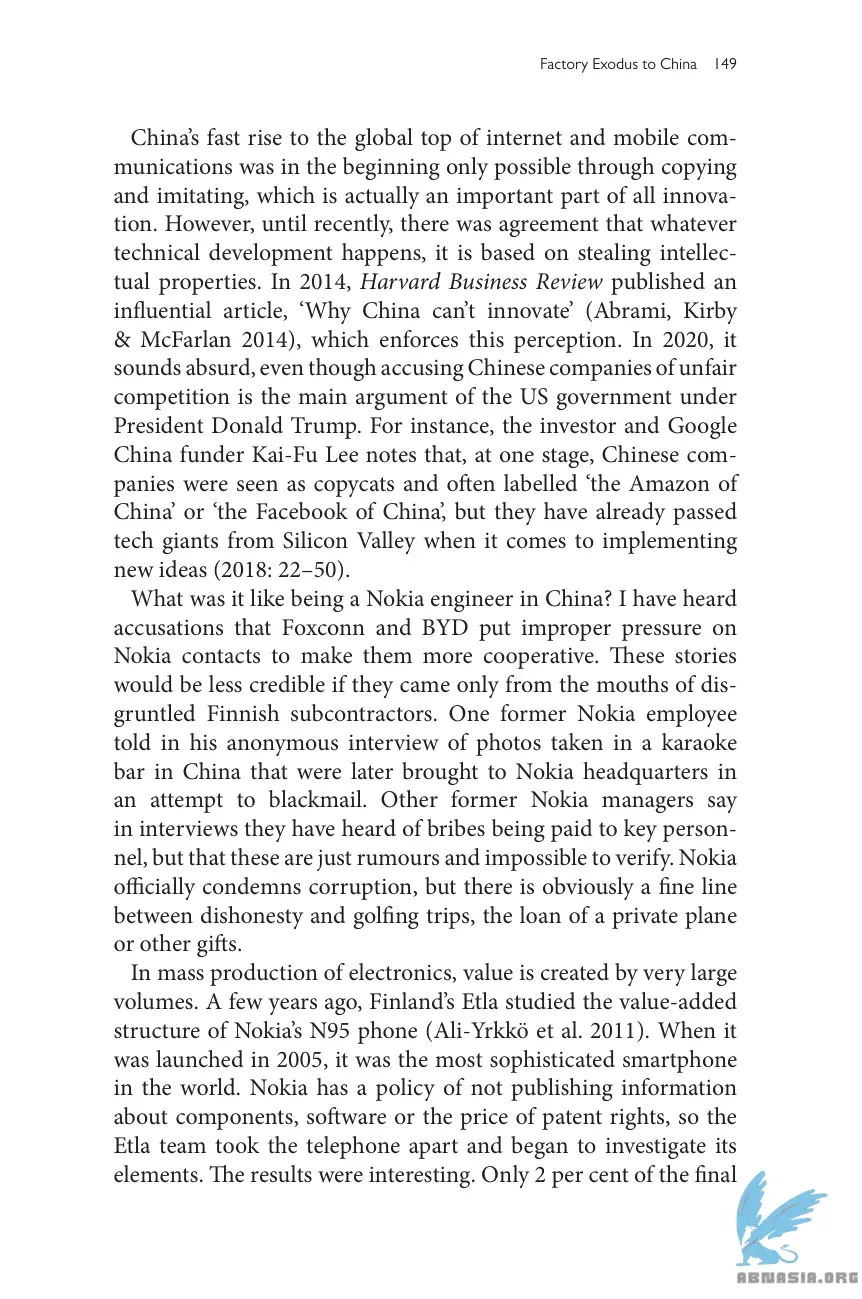 Factory Exodus to China 149
China’s fast rise to the global top of internet and mobile com-
munications was in the beginning only possible through copying
and imitating, which is actually an important part of all innova-
tion. However, until recently, there was agreement that whatever
technical development happens, it is based on stealing intellec-
tual properties. In 2014, Harvard Business Review published an
influential article, ‘Why China can’t innovate’ (Abrami, Kirby
& McFarlan 2014), which enforces this perception. In 2020, it
sounds absurd, even though accusing Chinese companies of unfair
competition is the main argument of the US government under
President Donald Trump. For instance, the investor and Google
China funder Kai-Fu Lee notes that, at one stage, Chinese com-
panies were seen as copycats and often labelled ‘the Amazon of
China’ or ‘the Facebook of China’, but they have already passed
tech giants from Silicon Valley when it comes to implementing
new ideas (2018: 22–50).
What was it like being a Nokia engineer in China? I have heard
accusations that Foxconn and BYD put improper pressure on
Nokia contacts to make them more cooperative. These stories
would be less credible if they came only from the mouths of dis-
gruntled Finnish subcontractors. One former Nokia employee
told in his anonymous interview of photos taken in a karaoke
bar in China that were later brought to Nokia headquarters in
an attempt to blackmail. Other former Nokia managers say
in interviews they have heard of bribes being paid to key person-
nel, but that these are just rumours and impossible to verify. Nokia
officially condemns corruption, but there is obviously a fine line
between dishonesty and golfing trips, the loan of a private plane
or other gifts.
In mass production of electronics, value is created by very large
volumes. A few years ago, Finland’s Etla studied the value-added
structure of Nokia’s N95 phone (Ali-Yrkkö et al. 2011). When it
was launched in 2005, it was the most sophisticated smartphone
in the world. Nokia has a policy of not publishing information
about components, software or the price of patent rights, so the
Etla team took the telephone apart and began to investigate its
elements. The results were interesting. Only 2 per cent of the final
ABNASIA.ORG